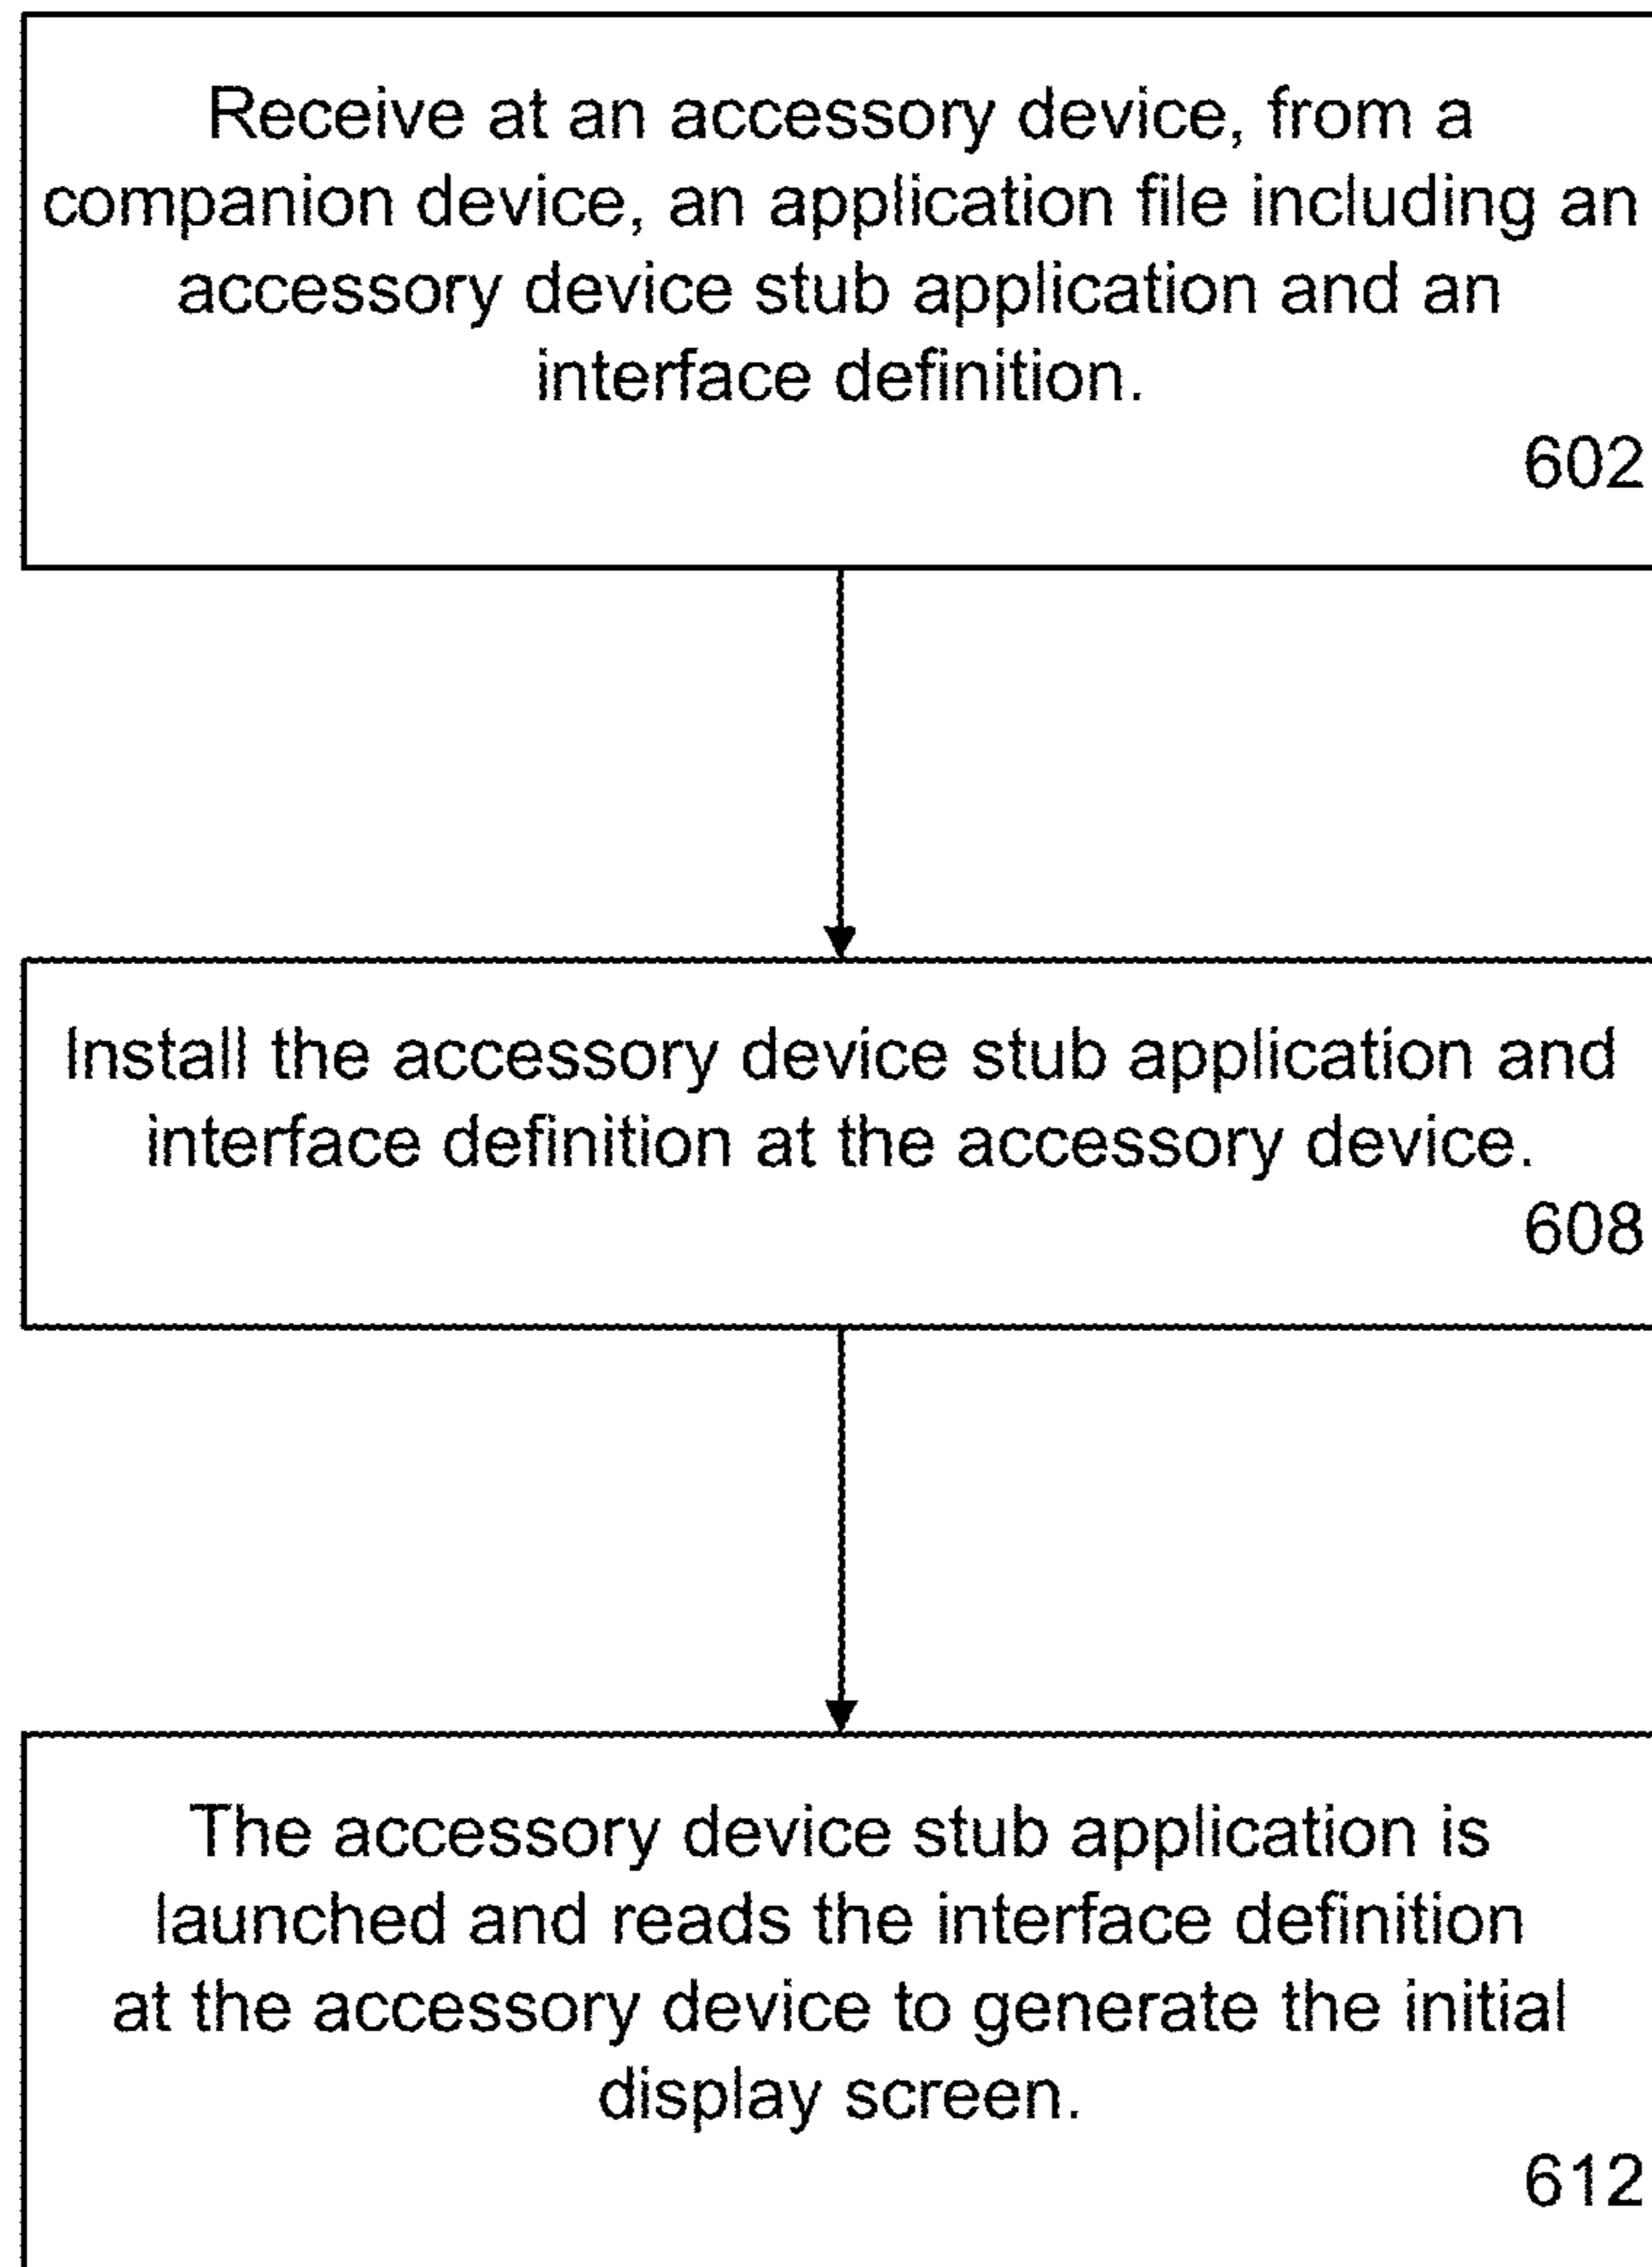 Receive at an accessory device, from a
companion device, an application file including an
accessory device stub application and an
interface definition.
602
Install the accessory device stub application and
interface definition at the accessory device.
608
The accessory device stub application is
launched and reads the interface definition
at the accessory device to generate the initial
display screen.
612